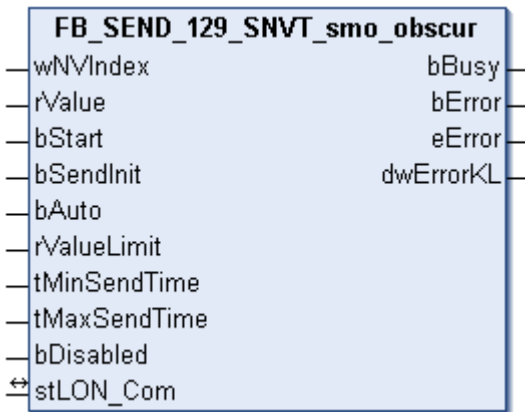 FB_SEND_129_SNVT_smo_obscur
wNVIndex bBusy
rValue bError
bStart eError
bSendInit dwErrorKL
bAuto
rValueLimit
tMinSendTime
tMaxSendTime
bDisabled
stLON_Com